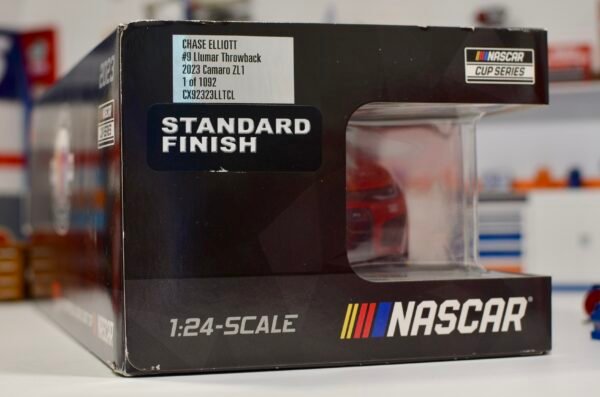 CHASE ELLIOTT
#9 Llumar Throwback
2023 Camaro ZL1
1 of 1092
CX92323LLTCL
STANDARD
FINISH
NASCAR
CUP SERIES
2023
1:24-SCALE
NASCAR